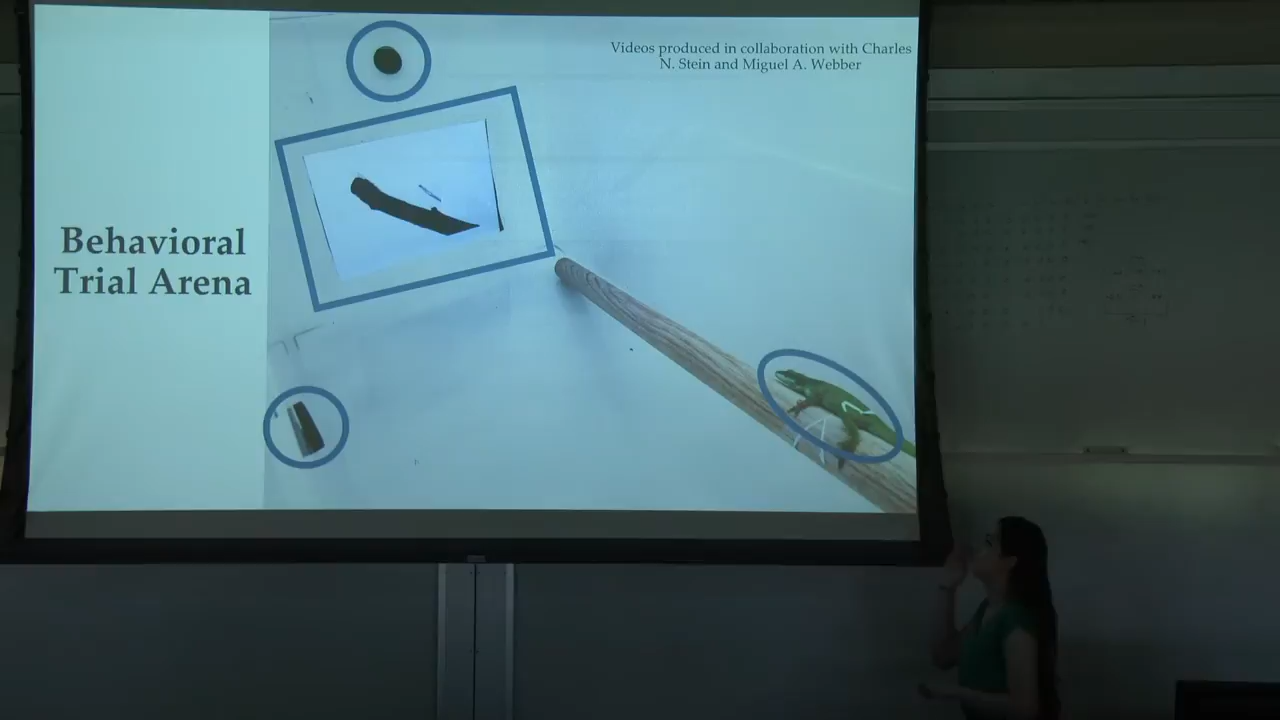 Videos produced in collaboration with Charles
N. Stein and Miguel A. Webber
Behavioral
Trial Arena